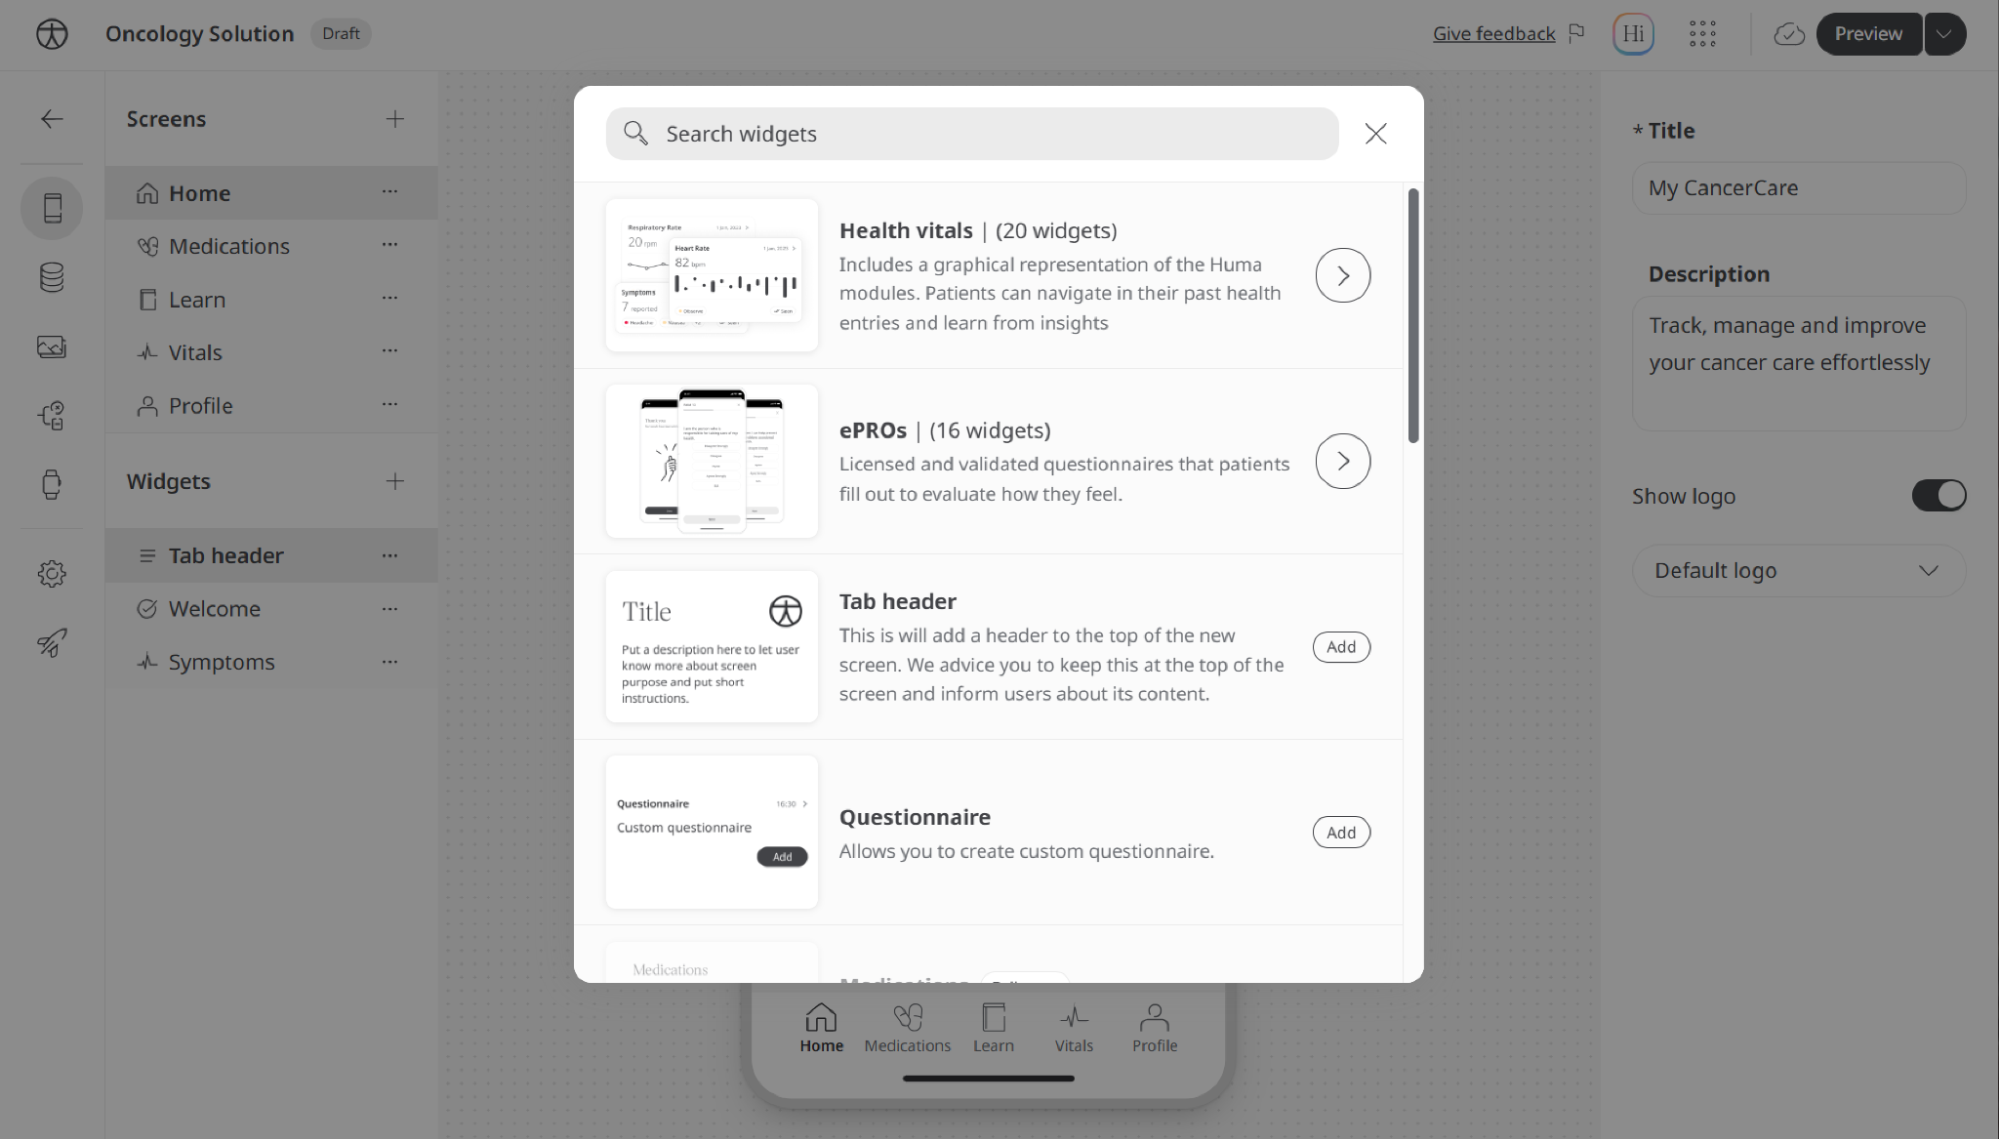 Oncology Solution
Draft
Give feedback
Hi
Preview
Screens
Home
Medications
Learn
Vitals
Profile
Widgets
Tab header
Welcome
Symptoms
Search widgets
Respiratory Rate
20 rpm
Heart Rate
82 bpm
Symptoms
7 reported
Health vitals | (20 widgets)
Includes a graphical representation of the Huma
modules. Patients can navigate in their past health
entries and learn from insights
ePROs | (16 widgets)
Licensed and validated questionnaires that patients
fill out to evaluate how they feel.
Title
Put a description here to let user
know more about screen
purpose and put short
instructions.
Tab header
This is will add a header to the top of the new
screen. We advice you to keep this at the top of the
screen and inform users about its content.
Add
Questionnaire
16:30
Custom questionnaire
Add
Questionnaire
Allows you to create custom questionnaire.
Add
Medications
Medications
Home
Medications
Learn
Vitals
Profile
* Title
My CancerCare
Description
Track, manage and improve
your cancer care effortlessly
Show logo
Default logo